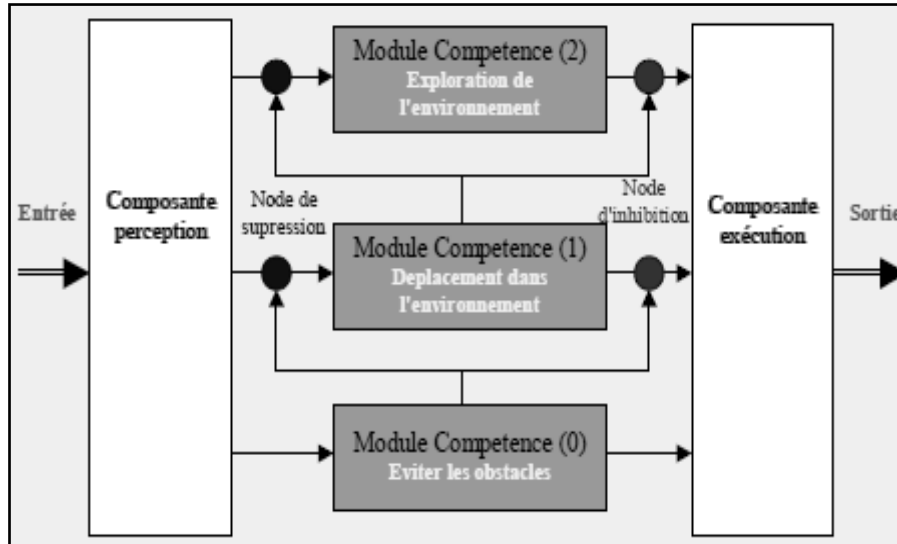 Module Competence (2)
Exploration de
l'environnement
Entrée
Composante
perception
Node de
supression
Node
d'inhibition
Composante
exécution
Sortie
Module Competence (1)
Deplacement dans
l'environnement
Module Competence (0)
Eviter les obstacles